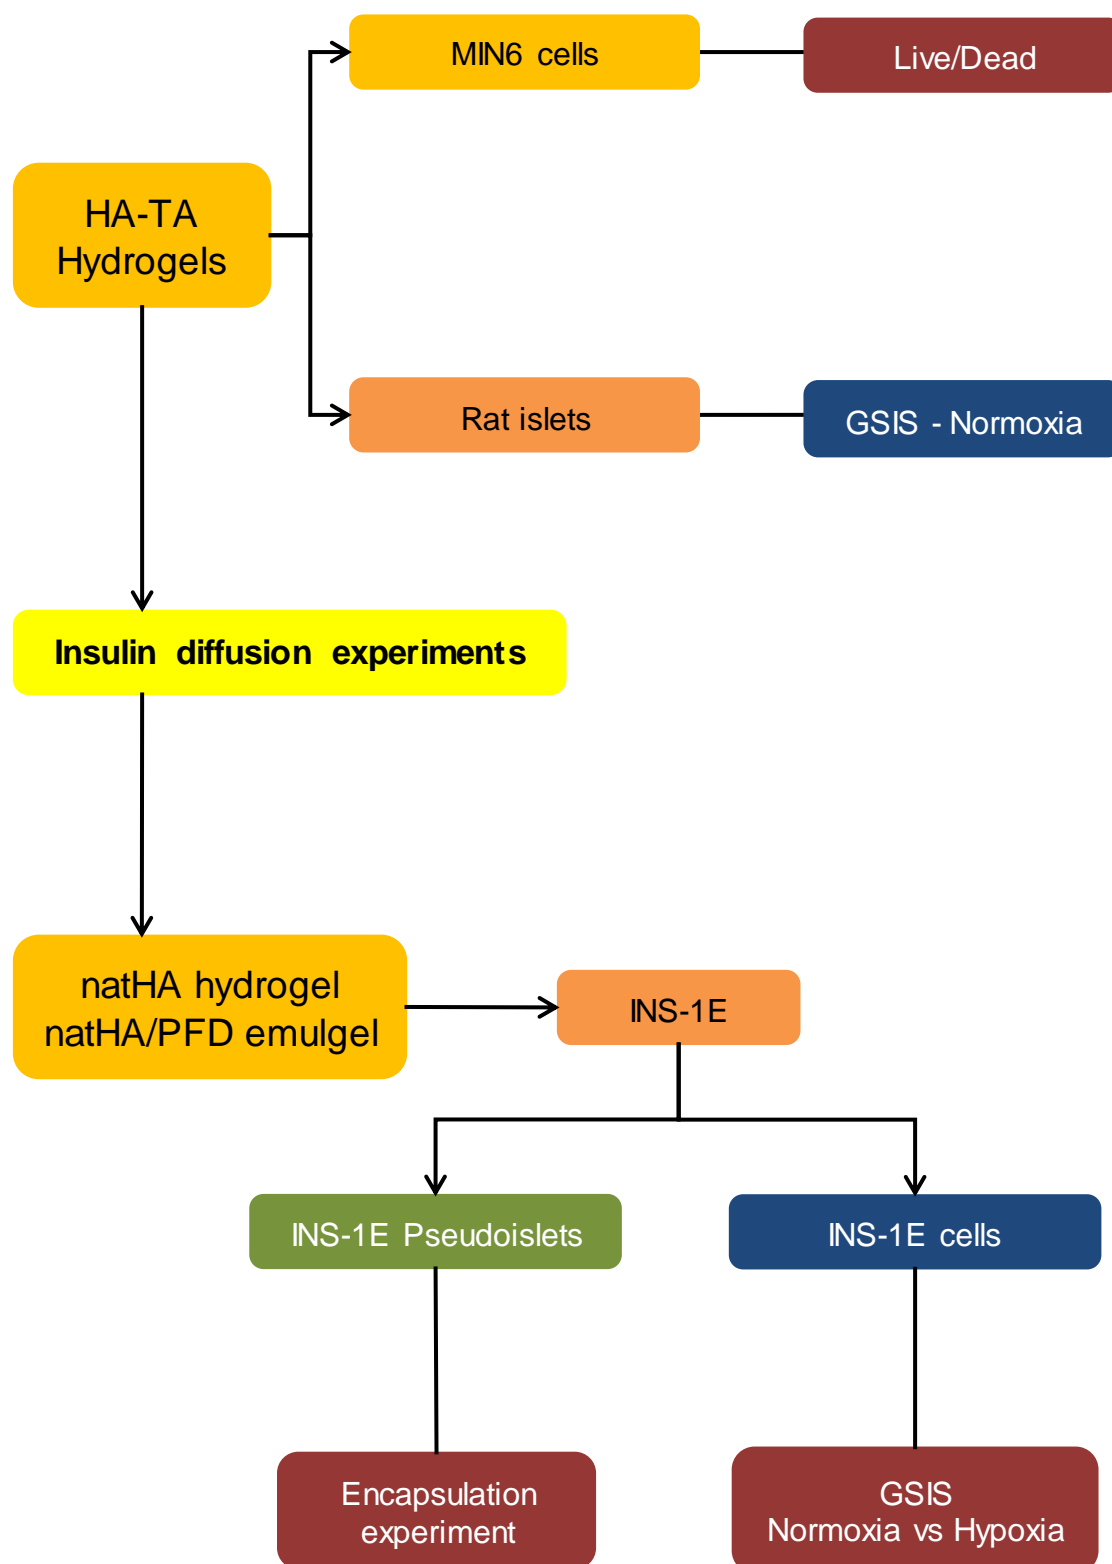 MIN6 cells
Live/Dead
HA-TA
Hydrogels
Rat islets
GSIS - Normoxia
Insulin diffusion experiments
natHA hydrogel
natHA/PFD emulgel
INS-1E
INS-1E Pseudoislets
INS-1E cells
Encapsulation
experiment
GSIS
Normoxia vs Hypoxia